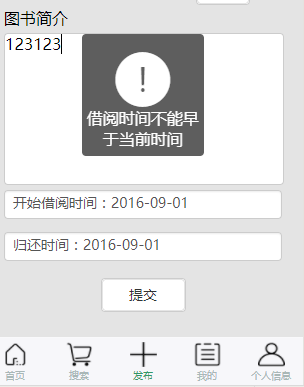 图书简介
123123
!
借阅时间不能早
于当前时间
开始借阅时间：2016-09-01
归还时间：2016-09-01
提交
首页 搜索 发布 我的 个人信息